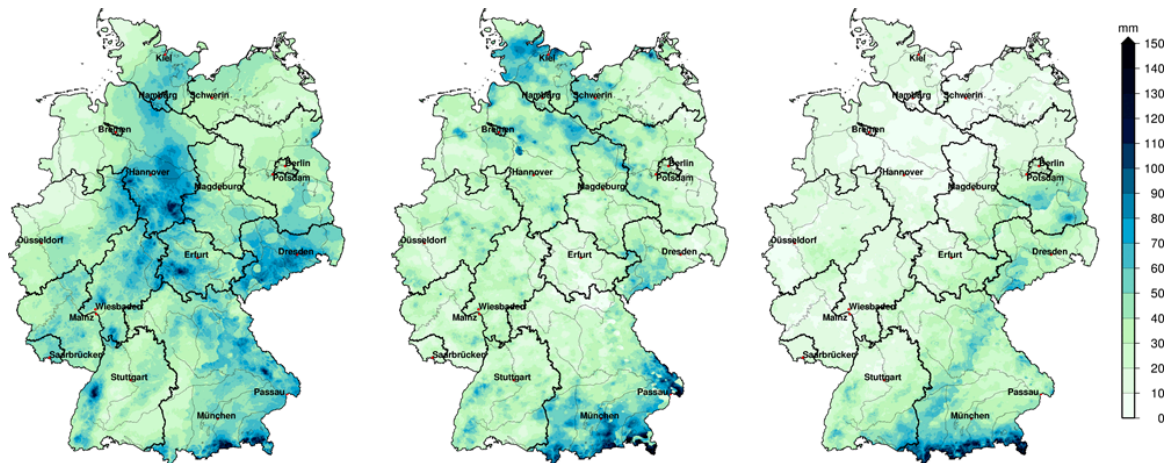 Kiel
Hamburg
Schwerin
Bremen
Berlin
Hannover
Potsdam
Magdeburg
Düsseldorf
Dresden
Erfurt
Wiesbaden
Mainz
Saarbrücken
Stuttgart
Passau
München
Kiel
Hamburg
Schwerin
Bremen
Berlin
Hannover
Potsdam
Magdeburg
Düsseldorf
Dresden
Erfurt
Wiesbaden
Mainz
Saarbrücken
Stuttgart
Passau
München
Kiel
Hamburg
Schwerin
Bremen
Berlin
Hannover
Potsdam
Magdeburg
Düsseldorf
Dresden
Erfurt
Wiesbaden
Mainz
Saarbrücken
Stuttgart
Passau
München
mm
150
140
130
120
110
100
90
80
70
60
50
40
30
20
10
0